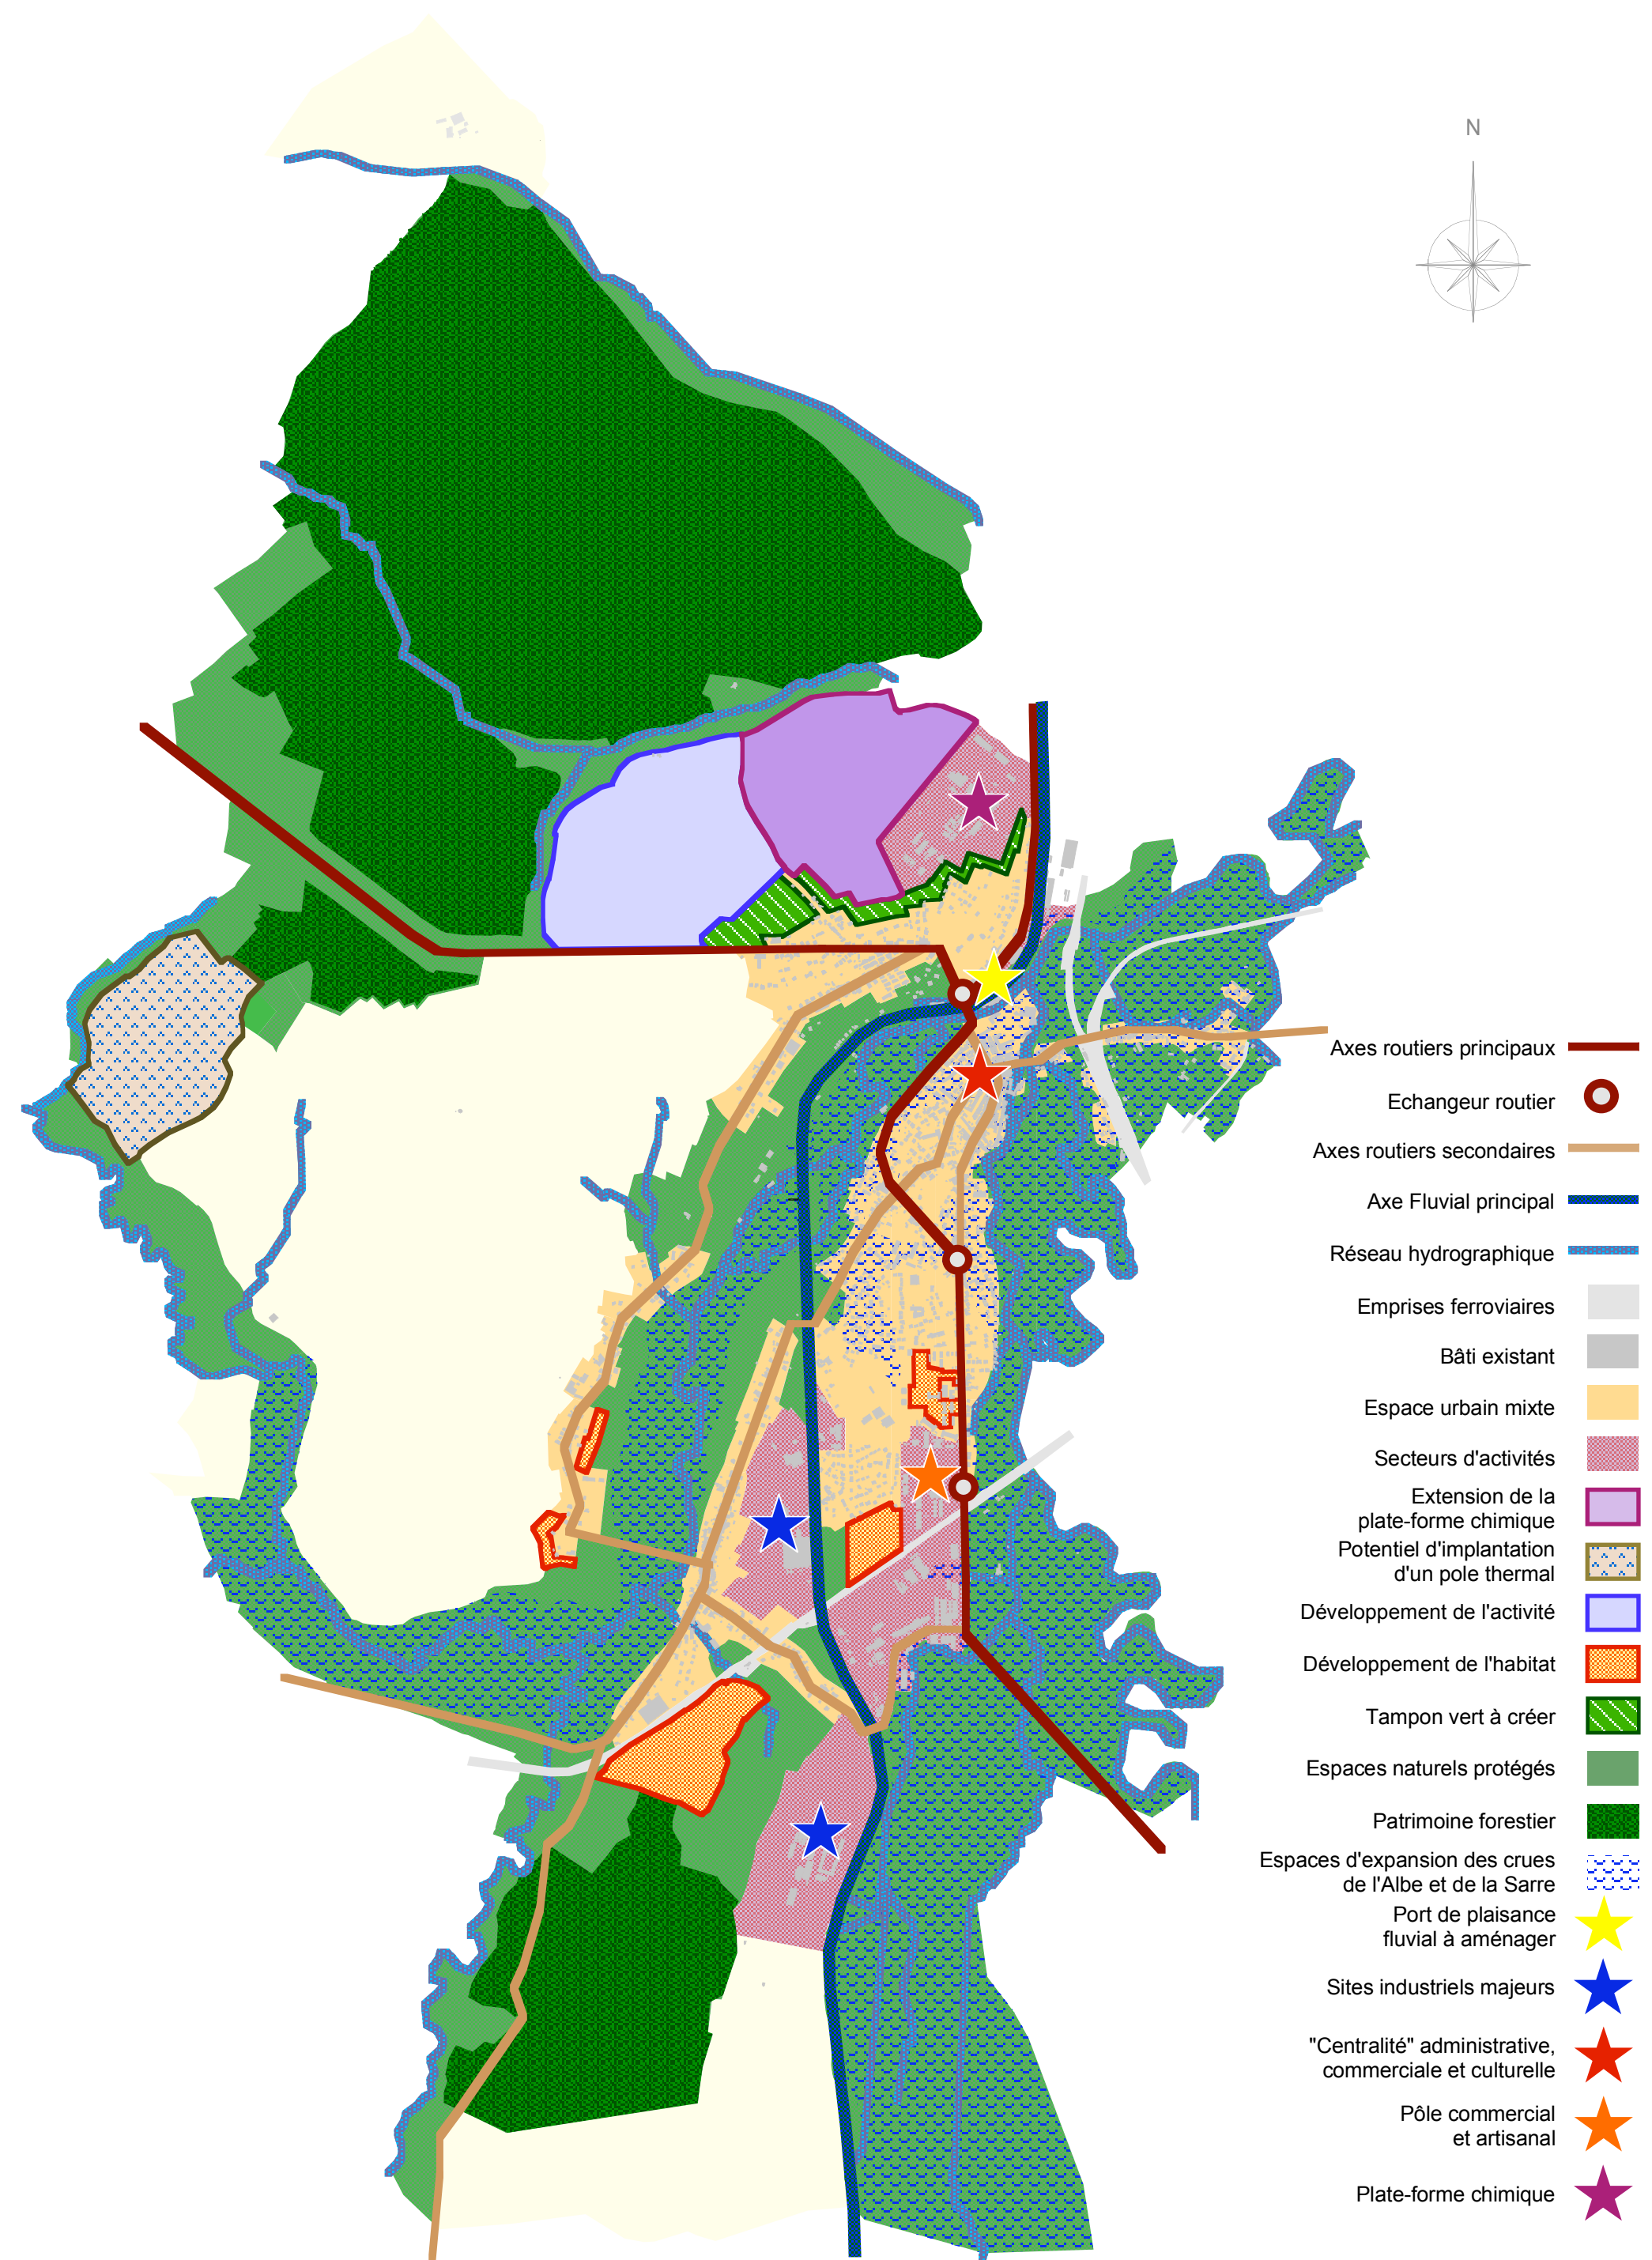 N
Axes routiers principaux
Echangeur routier
Axes routiers secondaires
Axe Fluvial principal
Réseau hydrographique
Emprises ferroviaires
Bâti existant
Espace urbain mixte
Secteurs d'activités
Extension de la
plate-forme chimique
Potentiel d'implantation
d'un pole thermal
Développement de l'activité
Développement de l'habitat
Tampon vert à créer
Espaces naturels protégés
Patrimoine forestier
Espaces d'expansion des crues
de l'Albe et de la Sarre
Port de plaisance
fluvial à aménager
Sites industriels majeurs
"Centralité" administrative,
commerciale et culturelle
Pôle commercial
et artisanal
Plate-forme chimique